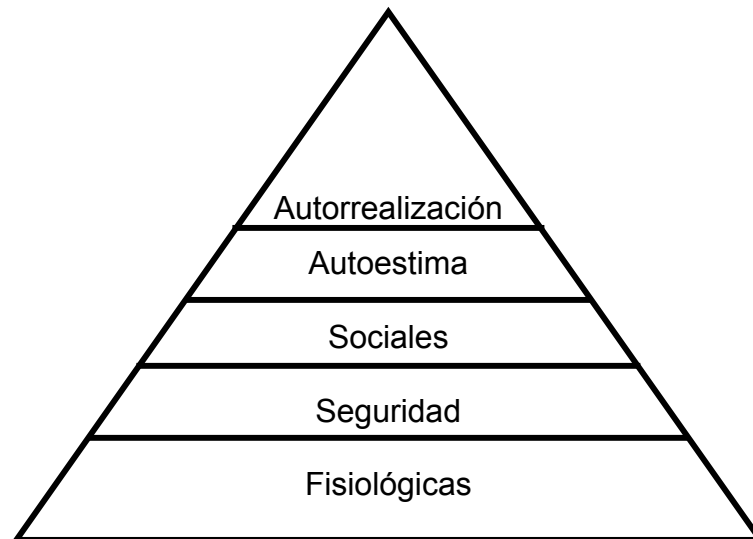 Autorrealización
Autoestima
Sociales
Seguridad
Fisiológicas